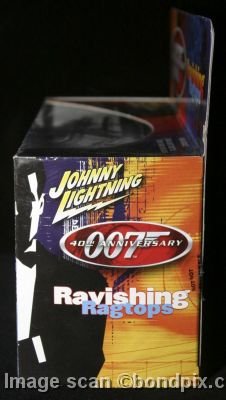 JOHNNY
LIGHTNING
007
40TH ANNIVERSARY
Ravishing
Ragtops
Image scan ©bondpix.c